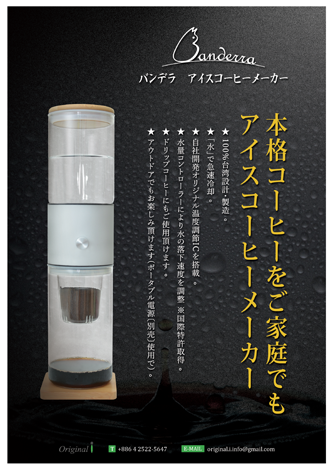 Banderra
バンデラ アイスコーヒーメーカー
本格コーヒーをご家庭でも
アイスコーヒーメーカー
★100%台湾設計・製造。
★「氷」で急速冷却。
★自社開発オリジナル温度調節ICを搭載。
★水量コントローラーにより水の落下速度を調整 ※国際特許取得。
★ドリップコーヒーにもご使用頂けます。
★アウトドアでもお楽しみ頂けます(ポータブル電源〔別売〕使用で)。
Original i
T +886 4 2522-5647
E-MAIL original.i.info@gmail.com